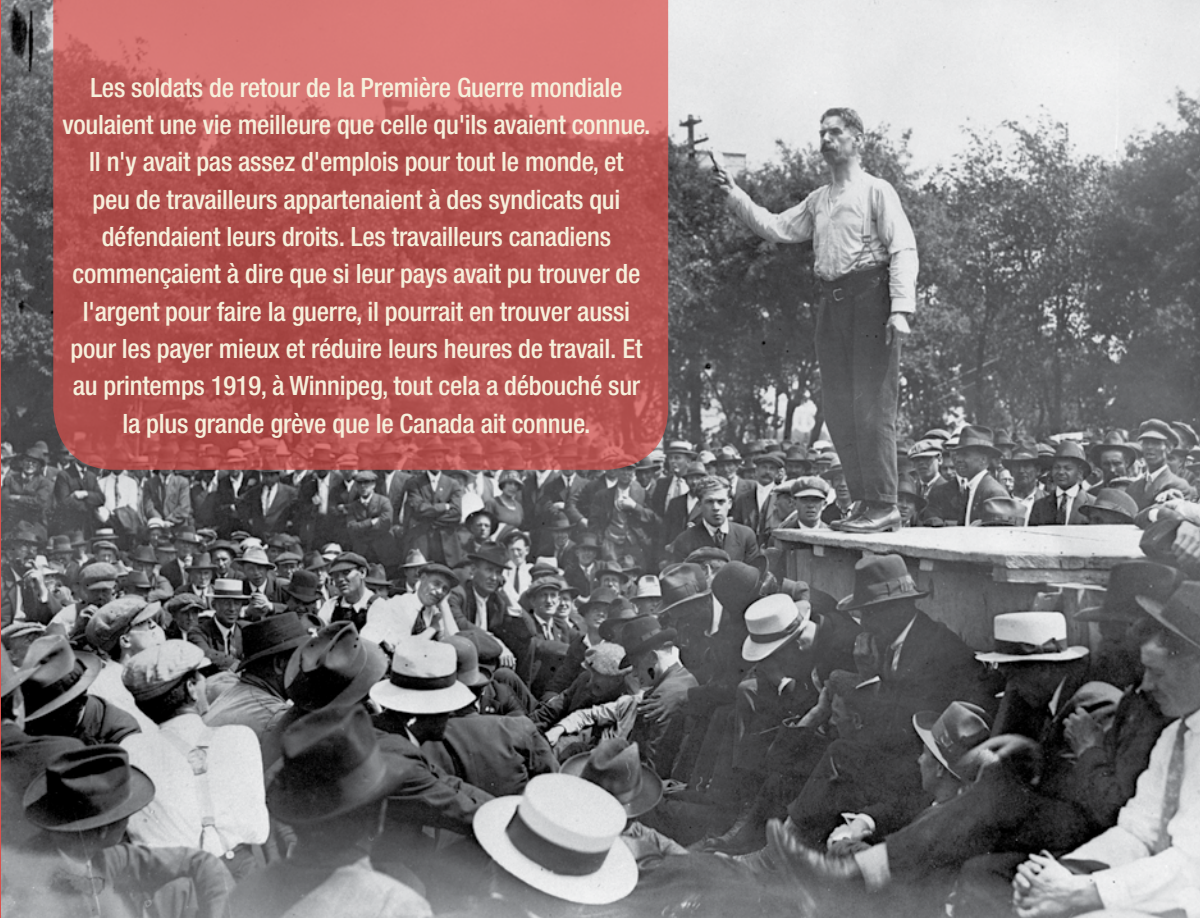 Les soldats de retour de la Première Guerre mondiale
voulaient une vie meilleure que celle qu'ils avaient connue.
Il n'y avait pas assez d'emplois pour tout le monde, et
peu de travailleurs appartenaient à des syndicats qui
défendaient leurs droits. Les travailleurs canadiens
commençaient à dire que si leur pays avait pu trouver de
l'argent pour faire la guerre, il pourrait en trouver aussi
pour les payer mieux et réduire leurs heures de travail. Et
au printemps 1919, à Winnipeg, tout cela a débouché sur
la plus grande grève que le Canada ait connue.